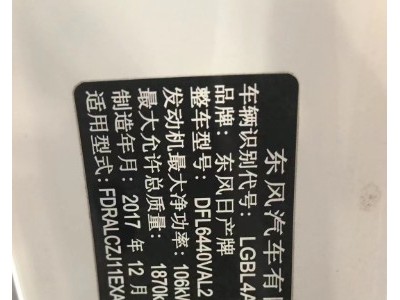 东风汽车有
车辆识别代号: LGBL4A
品牌: 东风日产牌
整车型号: DFL6440VAL2
发动机最大净功率: 106kW
最大允许总质量: 1870k
制造年月: 2017 年 12 月
适用型式: FDRALCZJ11EXA